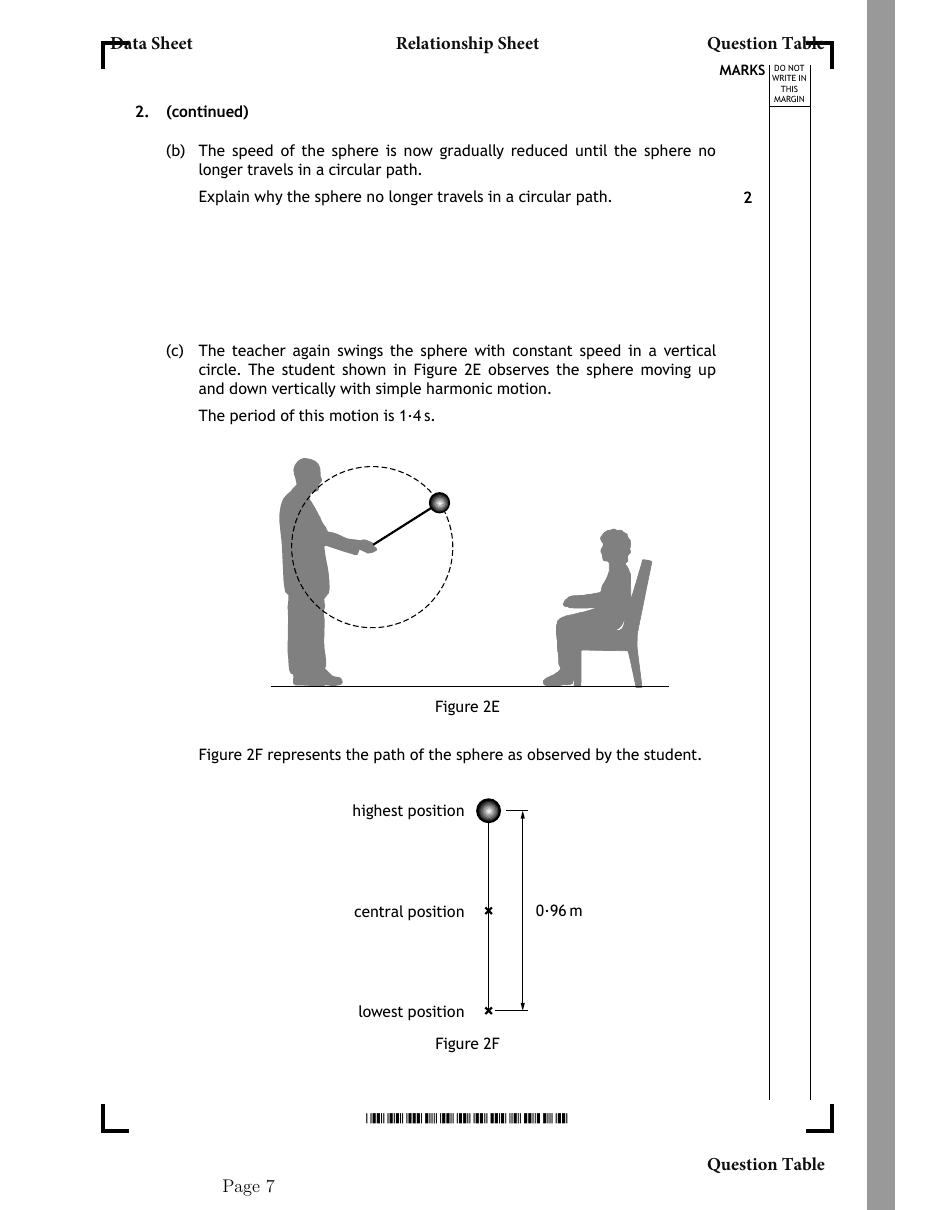 Data Sheet Relationship Sheet Question Table
MARKS
DO NOT
WRITE IN
THIS
MARGIN
2. (continued)
(b) The speed of the sphere is now gradually reduced until the sphere no
longer travels in a circular path.
Explain why the sphere no longer travels in a circular path. 2
(c) The teacher again swings the sphere with constant speed in a vertical
circle. The student shown in Figure 2E observes the sphere moving up
and down vertically with simple harmonic motion.
The period of this motion is 1·4 s.
Figure 2E
Figure 2F represents the path of the sphere as observed by the student.
highest position
central position 0·96 m
lowest position
Figure 2F
Question Table
Page 7